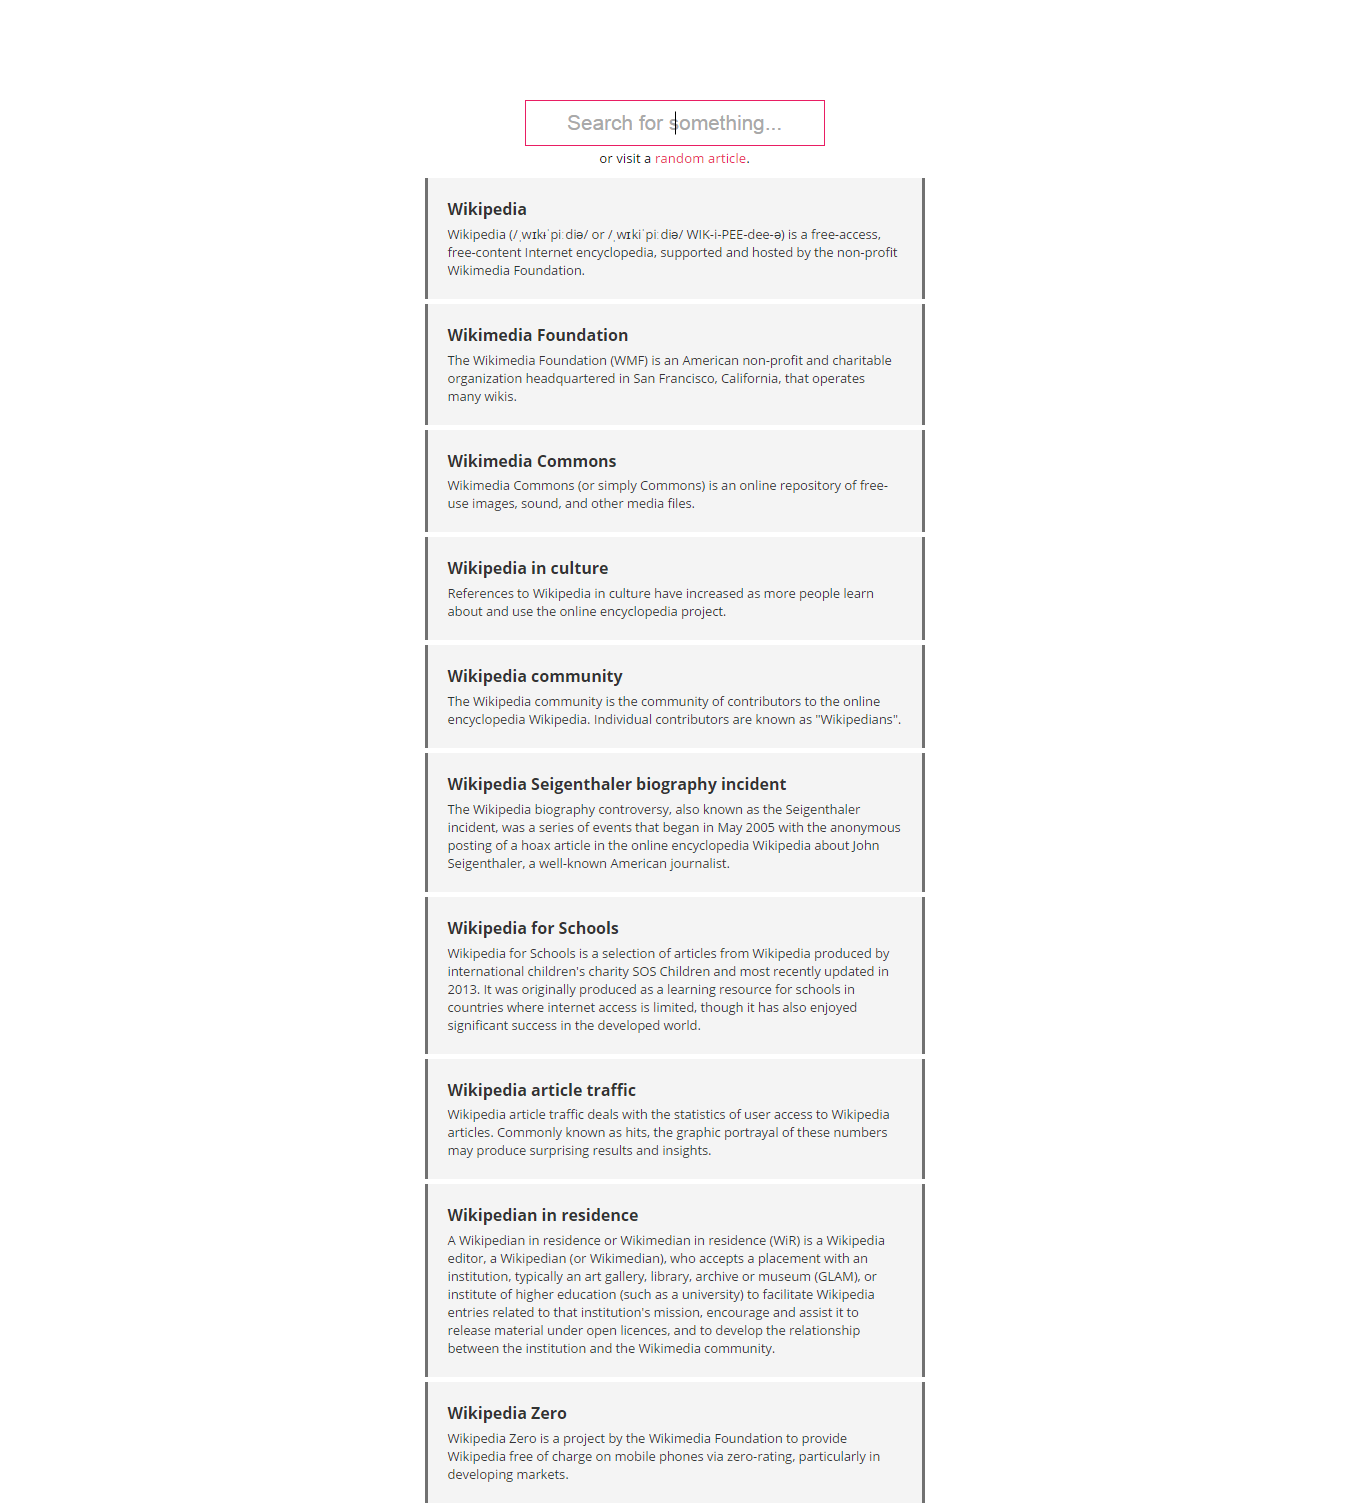 Search for something...
or visit a random article.
Wikipedia
Wikipedia (/ˌwɪkɨˈpiːdiə/ or /ˌwɪkiˈpiːdiə/ WIK-i-PEE-dee-ə) is a free-access,
free-content Internet encyclopedia, supported and hosted by the non-profit
Wikimedia Foundation.
Wikimedia Foundation
The Wikimedia Foundation (WMF) is an American non-profit and charitable
organization headquartered in San Francisco, California, that operates
many wikis.
Wikimedia Commons
Wikimedia Commons (or simply Commons) is an online repository of free-
use images, sound, and other media files.
Wikipedia in culture
References to Wikipedia in culture have increased as more people learn
about and use the online encyclopedia project.
Wikipedia community
The Wikipedia community is the community of contributors to the online
encyclopedia Wikipedia. Individual contributors are known as "Wikipedians".
Wikipedia Seigenthaler biography incident
The Wikipedia biography controversy, also known as the Seigenthaler
incident, was a series of events that began in May 2005 with the anonymous
posting of a hoax article in the online encyclopedia Wikipedia about John
Seigenthaler, a well-known American journalist.
Wikipedia for Schools
Wikipedia for Schools is a selection of articles from Wikipedia produced by
international children's charity SOS Children and most recently updated in
2013. It was originally produced as a learning resource for schools in
countries where internet access is limited, though it has also enjoyed
significant success in the developed world.
Wikipedia article traffic
Wikipedia article traffic deals with the statistics of user access to Wikipedia
articles. Commonly known as hits, the graphic portrayal of these numbers
may produce surprising results and insights.
Wikipedian in residence
A Wikipedian in residence or Wikimedian in residence (WiR) is a Wikipedia
editor, a Wikipedian (or Wikimedian), who accepts a placement with an
institution, typically an art gallery, library, archive or museum (GLAM), or
institute of higher education (such as a university) to facilitate Wikipedia
entries related to that institution's mission, encourage and assist it to
release material under open licences, and to develop the relationship
between the institution and the Wikimedia community.
Wikipedia Zero
Wikipedia Zero is a project by the Wikimedia Foundation to provide
Wikipedia free of charge on mobile phones via zero-rating, particularly in
developing markets.